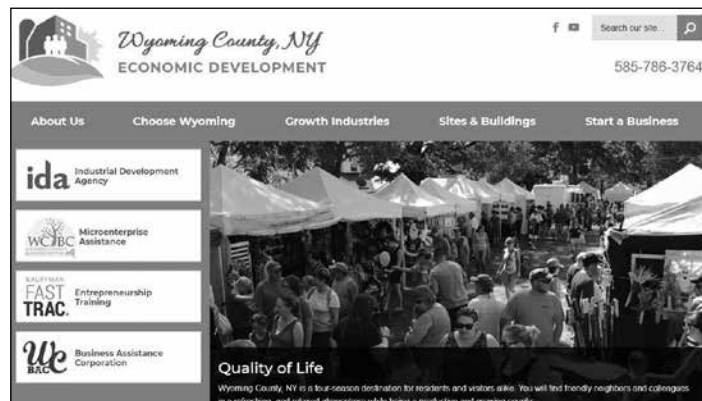 Wyoming County, NY
ECONOMIC DEVELOPMENT
Search our site...
585-786-3764
About Us
Choose Wyoming
Growth Industries
Sites & Buildings
Start a Business
ida Industrial Development
Agency
WCBC Microenterprise
Assistance
KAUFFMAN
FAST
TRAC. Entrepreneurship
Training
WC
BAC Business Assistance
Corporation
Quality of Life
Wyoming County, NY is a four-season destination for residents and visitors alike. You will find friendly neighbors and colleagues